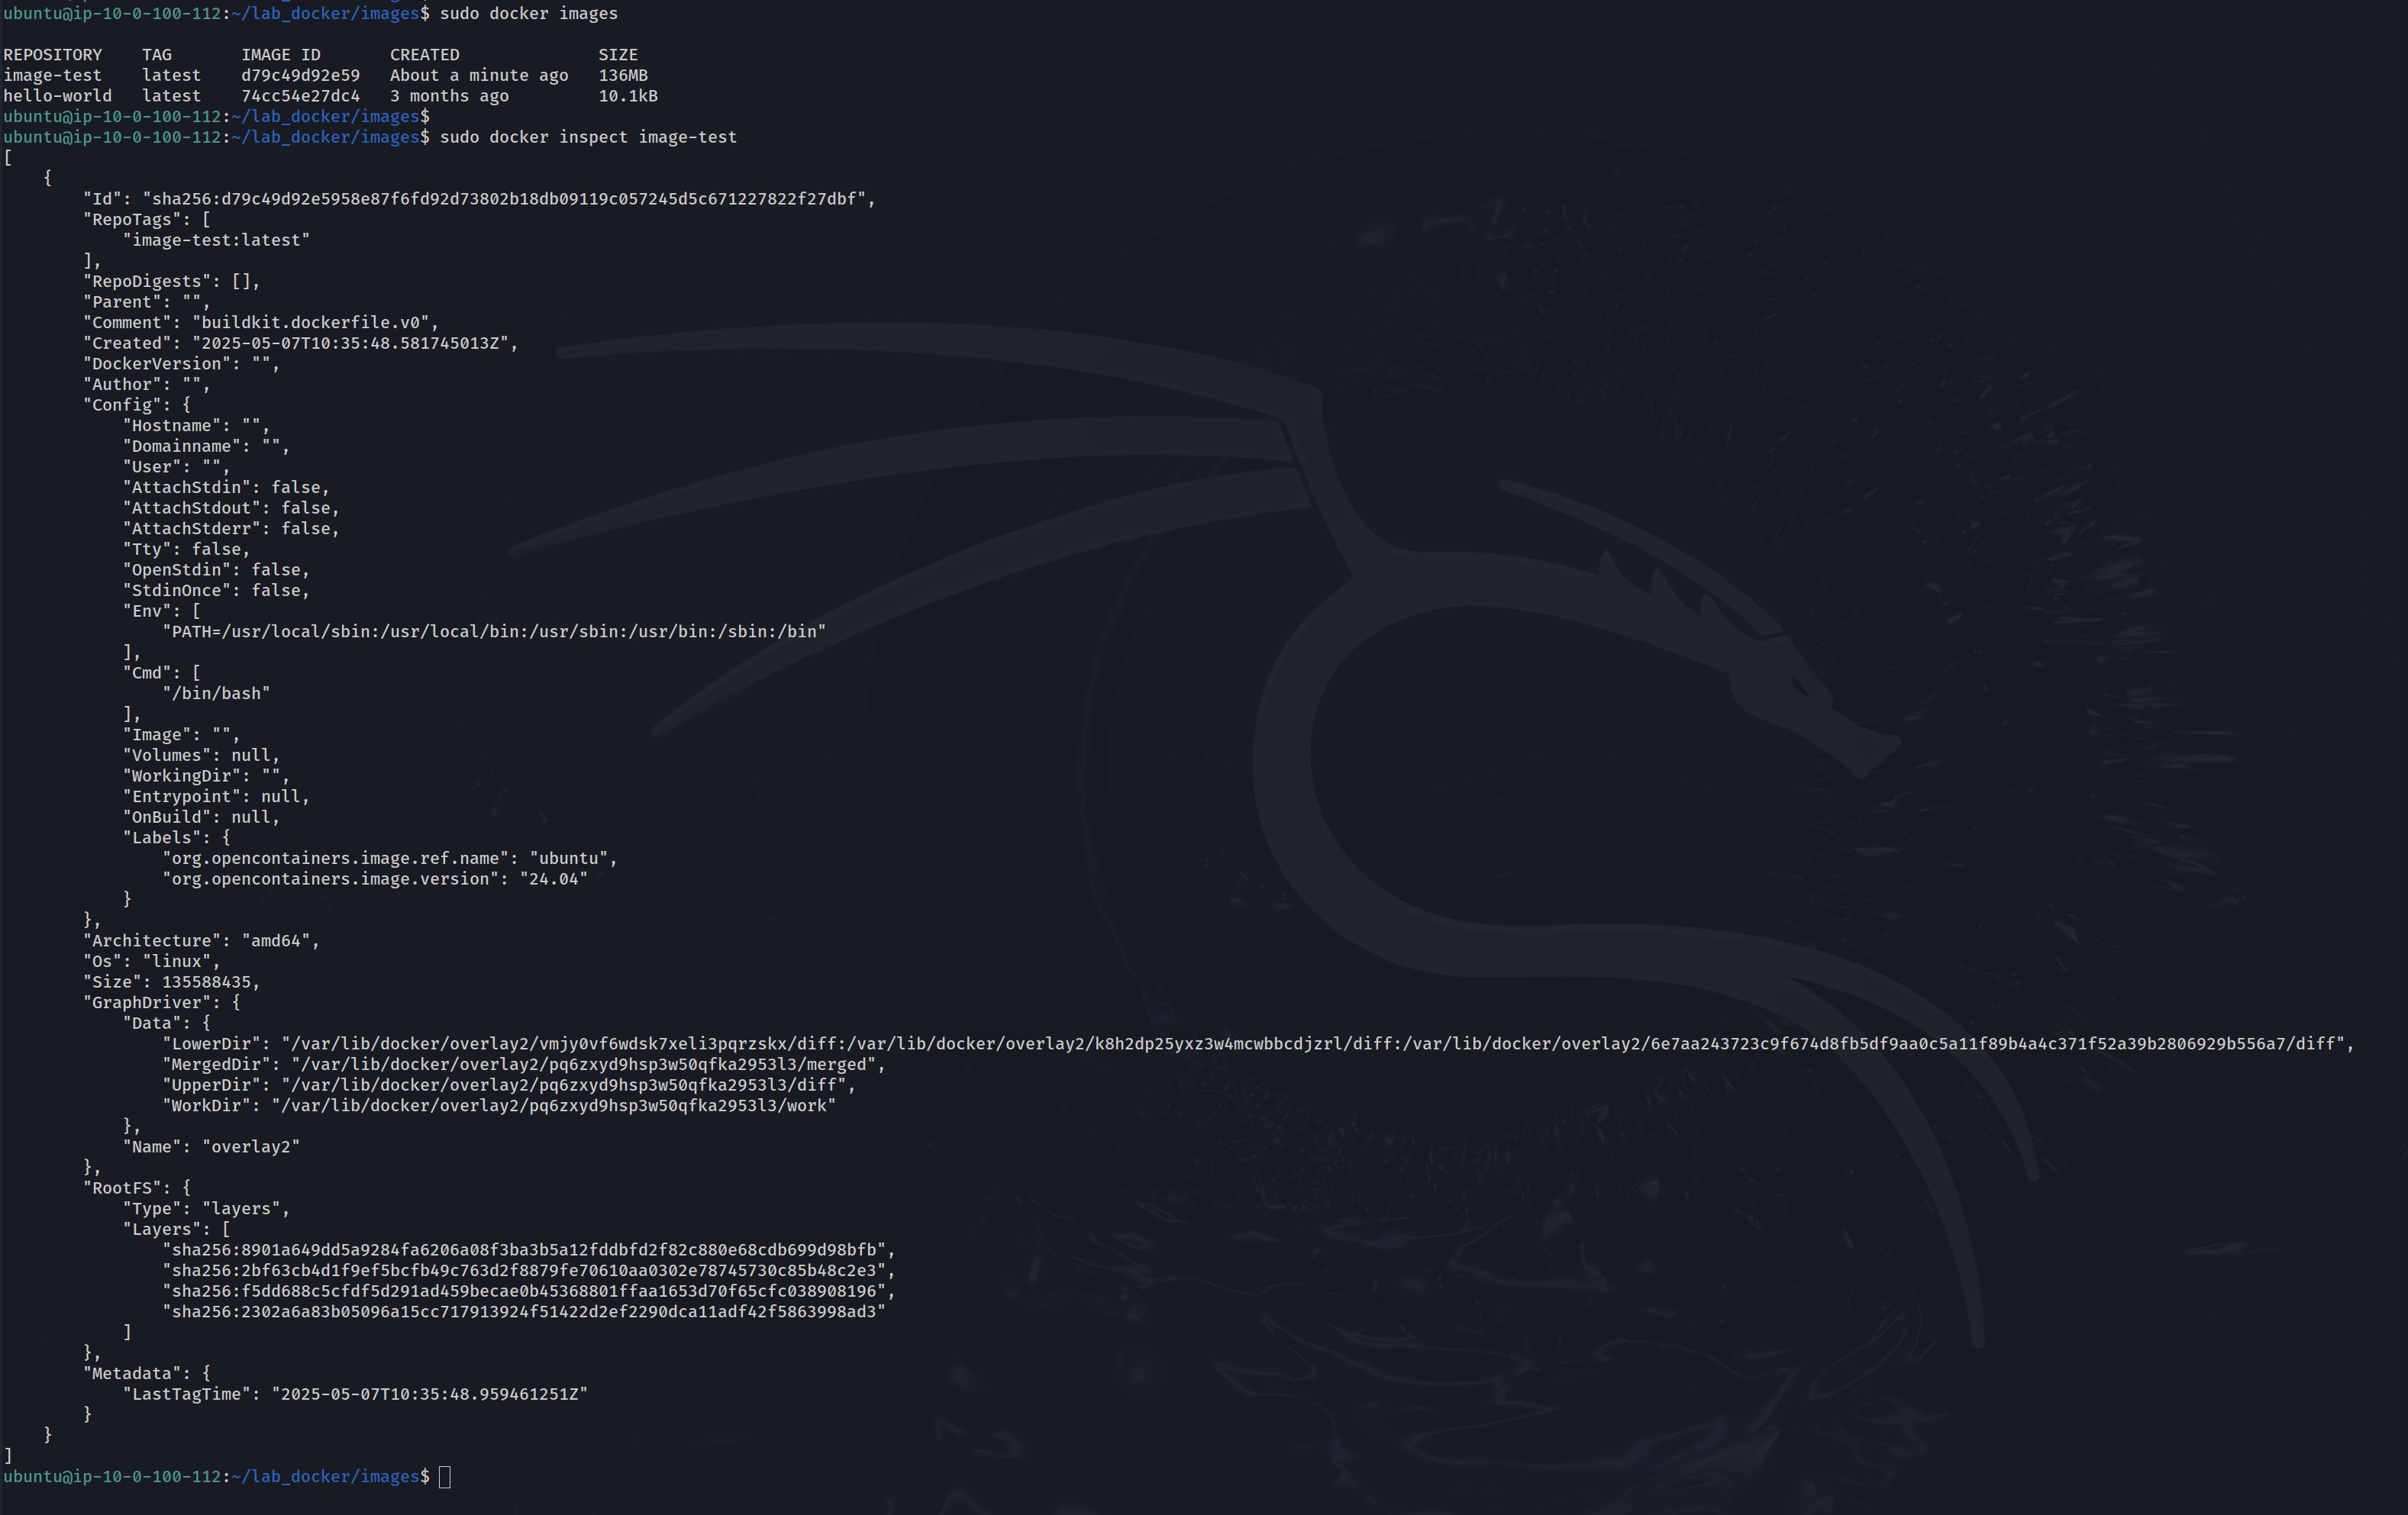 ubuntu@ip-10-0-100-112:~/lab_docker/images$ sudo docker images
REPOSITORY    TAG       IMAGE ID       CREATED              SIZE
image-test    latest    d79c49d92e59   About a minute ago   136MB
hello-world   latest    74cc54e27dc4   3 months ago         10.1kB
ubuntu@ip-10-0-100-112:~/lab_docker/images$
ubuntu@ip-10-0-100-112:~/lab_docker/images$ sudo docker inspect image-test
[
    {
        "Id": "sha256:d79c49d92e5958e87f6fd92d73802b18db09119c057245d5c671227822f27dbf",
        "RepoTags": [
            "image-test:latest"
        ],
        "RepoDigests": [],
        "Parent": "",
        "Comment": "buildkit.dockerfile.v0",
        "Created": "2025-05-07T10:35:48.581745013Z",
        "DockerVersion": "",
        "Author": "",
        "Config": {
            "Hostname": "",
            "Domainname": "",
            "User": "",
            "AttachStdin": false,
            "AttachStdout": false,
            "AttachStderr": false,
            "Tty": false,
            "OpenStdin": false,
            "StdinOnce": false,
            "Env": [
                "PATH=/usr/local/sbin:/usr/local/bin:/usr/sbin:/usr/bin:/sbin:/bin"
            ],
            "Cmd": [
                "/bin/bash"
            ],
            "Image": "",
            "Volumes": null,
            "WorkingDir": "",
            "Entrypoint": null,
            "OnBuild": null,
            "Labels": {
                "org.opencontainers.image.ref.name": "ubuntu",
                "org.opencontainers.image.version": "24.04"
            }
        },
        "Architecture": "amd64",
        "Os": "linux",
        "Size": 135588435,
        "GraphDriver": {
            "Data": {
                "LowerDir": "/var/lib/docker/overlay2/vmjy0vf6wdsk7xeli3pqrzskx/diff:/var/lib/docker/overlay2/k8h2dp25yxz3w4mcwbbcdjzrl/diff:/var/lib/docker/overlay2/6e7aa243723c9f674d8fb5df9aa0c5a11f89b4a4c371f52a39b2806929b556a7/diff",
                "MergedDir": "/var/lib/docker/overlay2/pq6zxyd9hsp3w50qfka2953l3/merged",
                "UpperDir": "/var/lib/docker/overlay2/pq6zxyd9hsp3w50qfka2953l3/diff",
                "WorkDir": "/var/lib/docker/overlay2/pq6zxyd9hsp3w50qfka2953l3/work"
            },
            "Name": "overlay2"
        },
        "RootFS": {
            "Type": "layers",
            "Layers": [
                "sha256:8901a649dd5a9284fa6206a08f3ba3b5a12fddbfd2f82c880e68cdb699d98bfb",
                "sha256:2bf63cb4d1f9ef5bcfb49c763d2f8879fe70610aa0302e78745730c85b48c2e3",
                "sha256:f5dd688c5cfdf5d291ad459becae0b45368801ffaa1653d70f65cfc038908196",
                "sha256:2302a6a83b05096a15cc717913924f51422d2ef2290dca11adf42f5863998ad3"
            ]
        },
        "Metadata": {
            "LastTagTime": "2025-05-07T10:35:48.959461251Z"
        }
    }
]
ubuntu@ip-10-0-100-112:~/lab_docker/images$